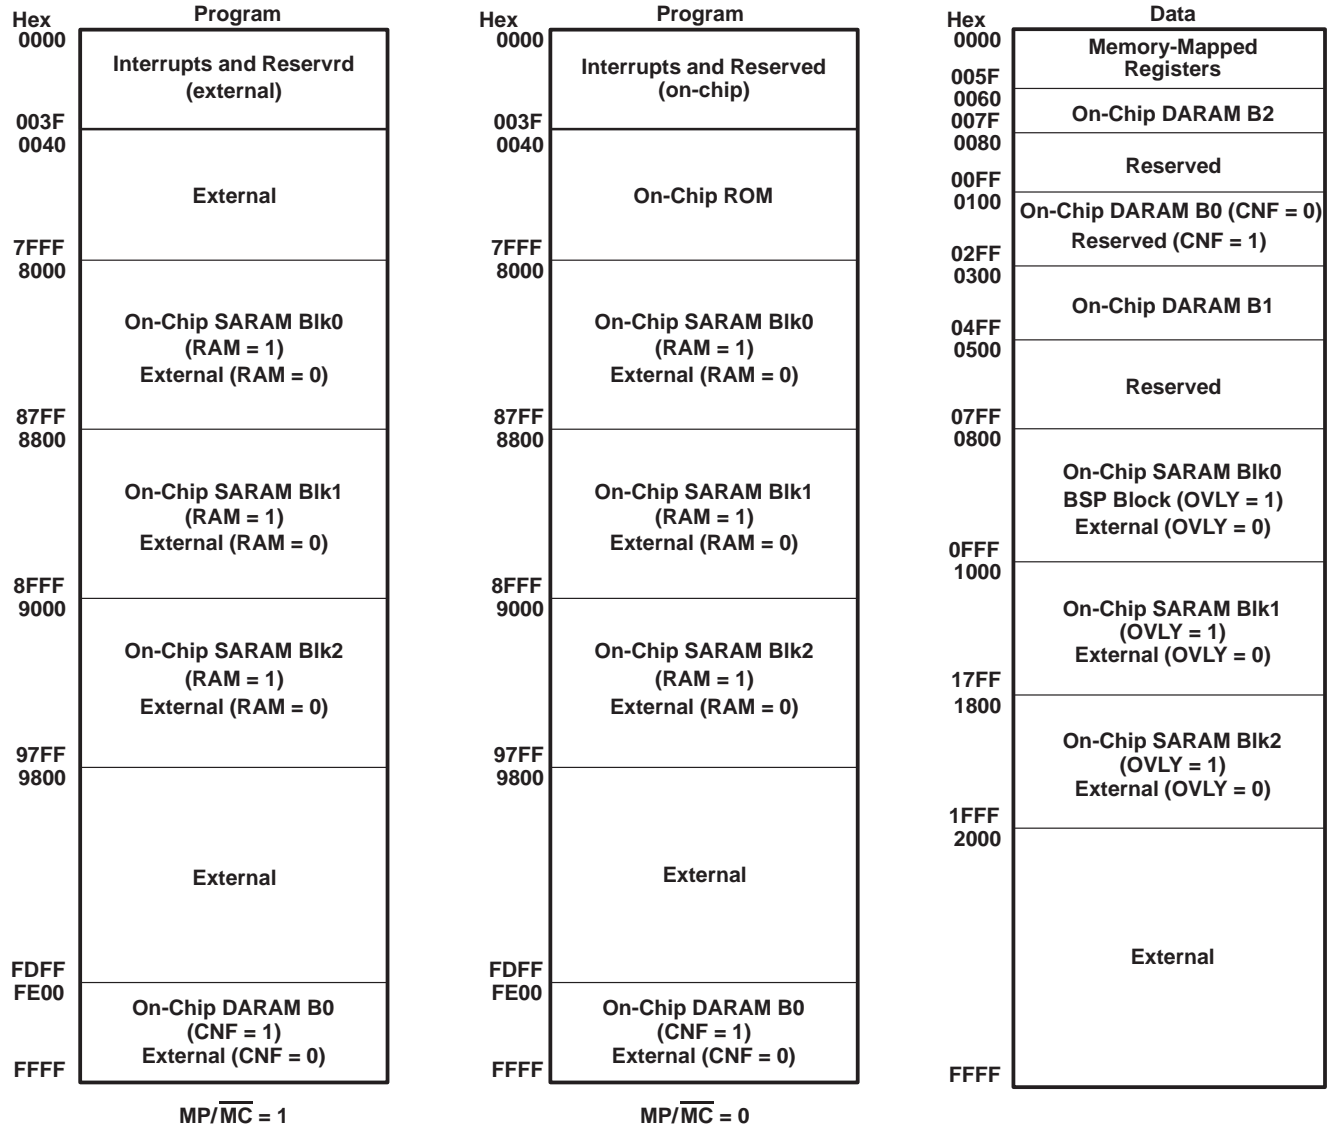 Hex
Program
0000
Interrupts and Reservrd
(external)
003F
0040
External
7FFF
8000
On-Chip SARAM Blk0
(RAM = 1)
External (RAM = 0)
87FF
8800
On-Chip SARAM Blk1
(RAM = 1)
External (RAM = 0)
8FFF
9000
On-Chip SARAM Blk2
(RAM = 1)
External (RAM = 0)
97FF
9800
External
FDFF
FE00
On-Chip DARAM B0
(CNF = 1)
External (CNF = 0)
FFFF
MP/M̅C̅ = 1
Hex
Program
0000
Interrupts and Reserved
(on-chip)
003F
0040
On-Chip ROM
7FFF
8000
On-Chip SARAM Blk0
(RAM = 1)
External (RAM = 0)
87FF
8800
On-Chip SARAM Blk1
(RAM = 1)
External (RAM = 0)
8FFF
9000
On-Chip SARAM Blk2
(RAM = 1)
External (RAM = 0)
97FF
9800
External
FDFF
FE00
On-Chip DARAM B0
(CNF = 1)
External (CNF = 0)
FFFF
MP/M̅C̅ = 0
Hex
Data
0000
Memory-Mapped
Registers
005F
0060
On-Chip DARAM B2
007F
0080
Reserved
00FF
0100
On-Chip DARAM B0 (CNF = 0)
Reserved (CNF = 1)
02FF
0300
On-Chip DARAM B1
04FF
0500
Reserved
07FF
0800
On-Chip SARAM Blk0
BSP Block (OVLY = 1)
External (OVLY = 0)
0FFF
1000
On-Chip SARAM Blk1
(OVLY = 1)
External (OVLY = 0)
17FF
1800
On-Chip SARAM Blk2
(OVLY = 1)
External (OVLY = 0)
1FFF
2000
External
FFFF